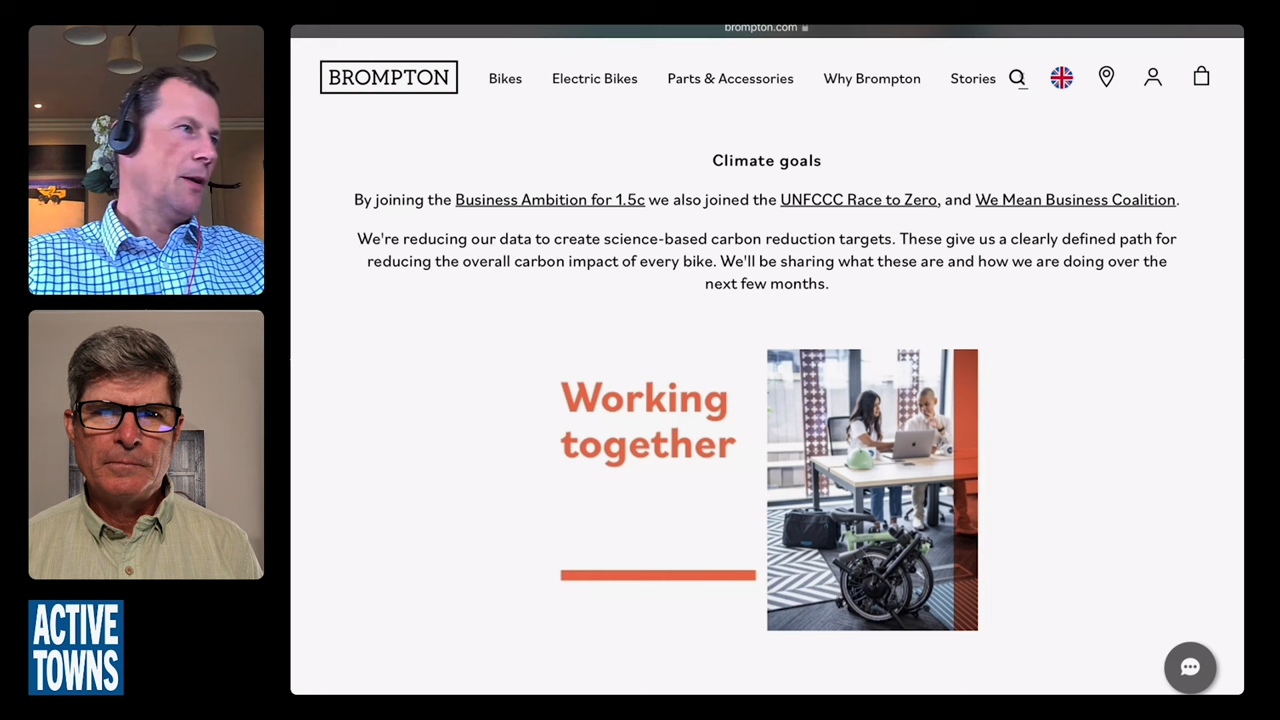 brompton.com
BROMPTON
Bikes
Electric Bikes
Parts & Accessories
Why Brompton
Stories
Climate goals
By joining the Business Ambition for 1.5c we also joined the UNFCCC Race to Zero, and We Mean Business Coalition.
We're reducing our data to create science-based carbon reduction targets. These give us a clearly defined path for
reducing the overall carbon impact of every bike. We'll be sharing what these are and how we are doing over the
next few months.
Working
together
ACTIVE
TOWNS